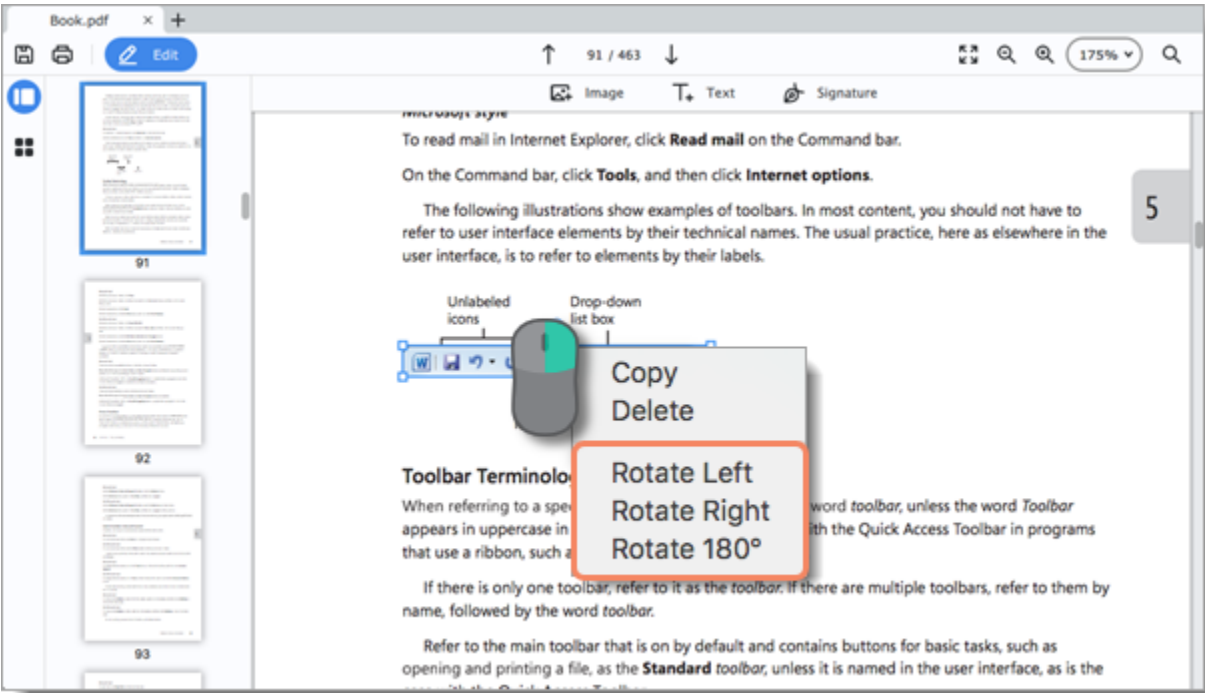 Book.pdf × +
Edit
91 / 463
175%
Image Text Signature
Microsoft style
To read mail in Internet Explorer, click Read mail on the Command bar.
On the Command bar, click Tools, and then click Internet options.
The following illustrations show examples of toolbars. In most content, you should not have to
refer to user interface elements by their technical names. The usual practice, here as elsewhere in the
user interface, is to refer to elements by their labels.
5
Unlabeled Drop-down
icons list box
W
Copy
Delete
Rotate Left
Rotate Right
Rotate 180°
Toolbar
When referring to a word toolbar, unless the word Toolbar
appears in uppercase in th the Quick Access Toolbar in programs
that use a ribbon, such
If there is only one toolbar, refer to it as the toolbar. If there are multiple toolbars, refer to them by
name, followed by the word toolbar.
Refer to the main toolbar that is on by default and contains buttons for basic tasks, such as
opening and printing a file, as the Standard toolbar, unless it is named in the user interface, as is the
91
92
93